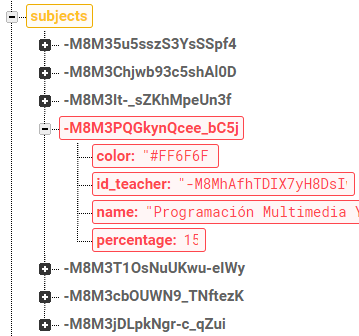 subjects
-M8M35u5sszS3YsSSpf4
-M8Mchjwb93c5shAl0D
-M8M3It-_sZKhMpeUn3f
-M8M3PQGkynQcee_bC5j
color: "#FF6F6F
id_teacher: "-M8MhAfhTDIX7yH8DsI
name: "Programación Multimedia Y
percentage: 15
-M8M3T1OsNuUKwu-elWy
-M8M3cbOUWN9_TNftezK
-M8M3jDLpkNgr-c_qZui